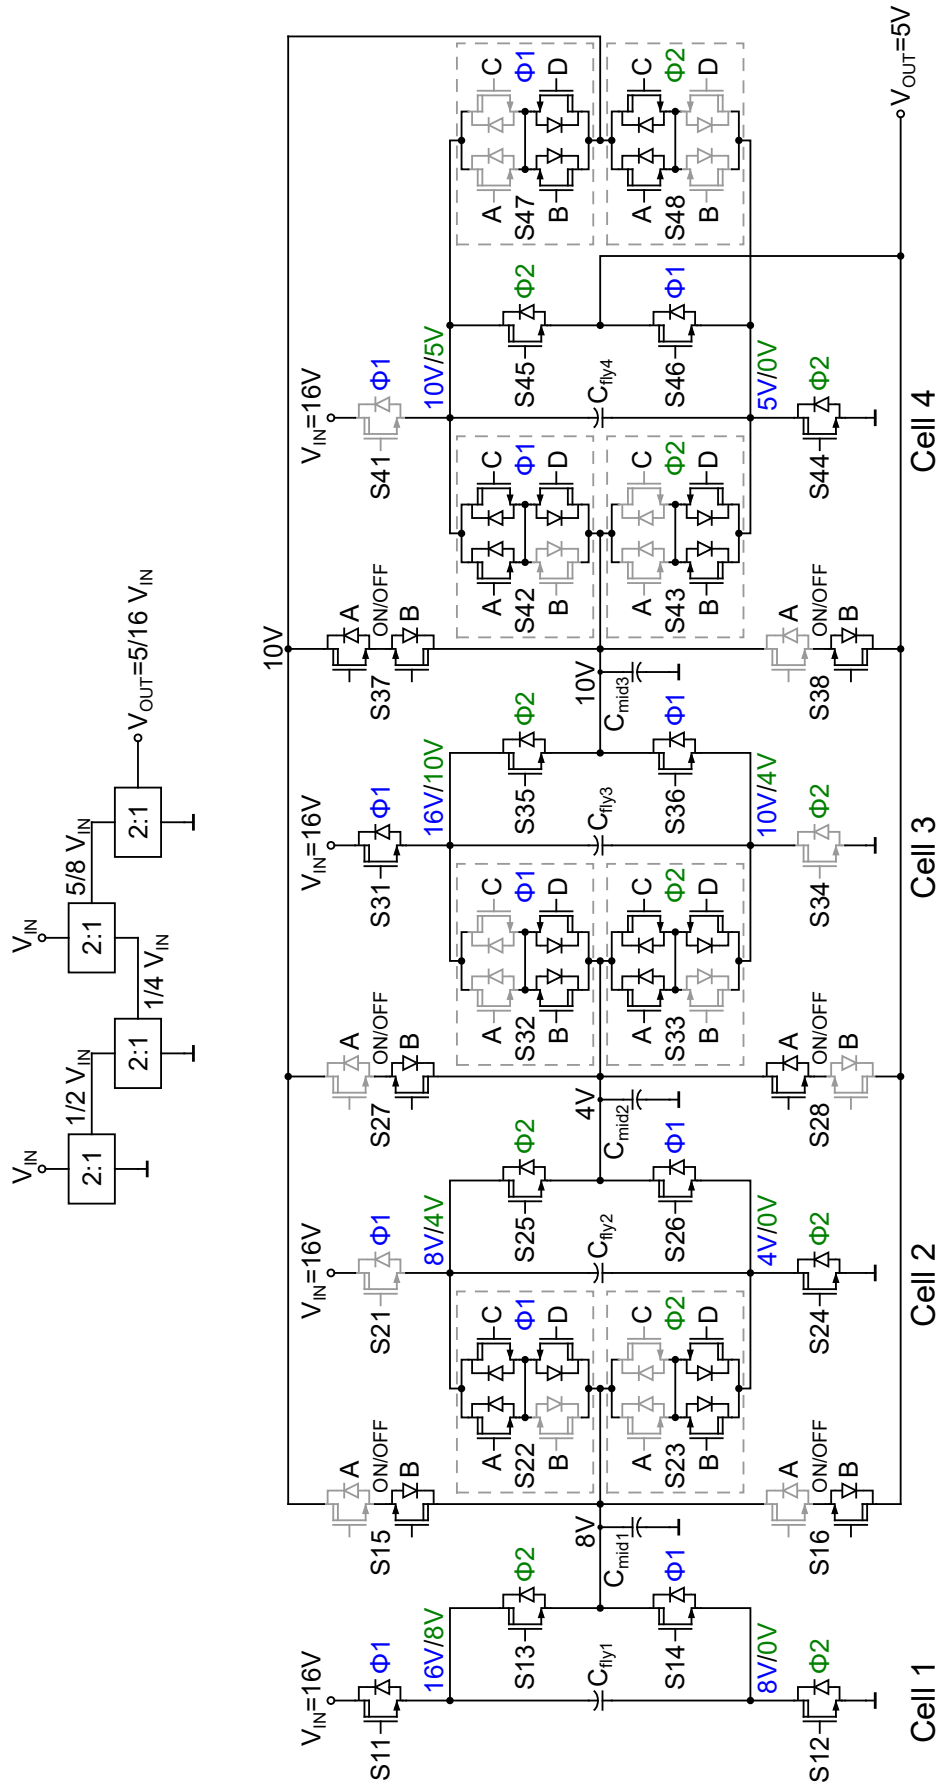 V_IN
V_IN
1/2 V_IN
5/8 V_IN
2:1
2:1
2:1
2:1
1/4 V_IN
V_OUT=5/16 V_IN
V_IN=16V
S11
Φ1
16V/8V
S13
Φ2
C_fly1
S14
Φ1
8V/0V
S12
Φ2
Cell 1
8V
C_mid1
S15
A
ON/OFF
B
S16
A
ON/OFF
B
V_IN=16V
S21
Φ1
8V/4V
A
S22
B
C
Φ1
D
A
S23
B
C
Φ2
D
C_fly2
S25
Φ2
S26
Φ1
4V/0V
S24
Φ2
Cell 2
4V
C_mid2
S27
A
ON/OFF
B
S28
A
ON/OFF
B
V_IN=16V
S31
Φ1
16V/10V
A
S32
B
C
Φ1
D
A
S33
B
C
Φ2
D
C_fly3
S35
Φ2
S36
Φ1
10V/4V
S34
Φ2
Cell 3
10V
10V
C_mid3
S37
A
ON/OFF
B
S38
A
ON/OFF
B
V_IN=16V
S41
Φ1
10V/5V
A
S42
B
C
Φ1
D
A
S43
B
C
Φ2
D
C_fly4
S45
Φ2
S46
Φ1
5V/0V
S44
Φ2
Cell 4
A
S47
B
C
Φ1
D
A
S48
B
C
Φ2
D
V_OUT=5V